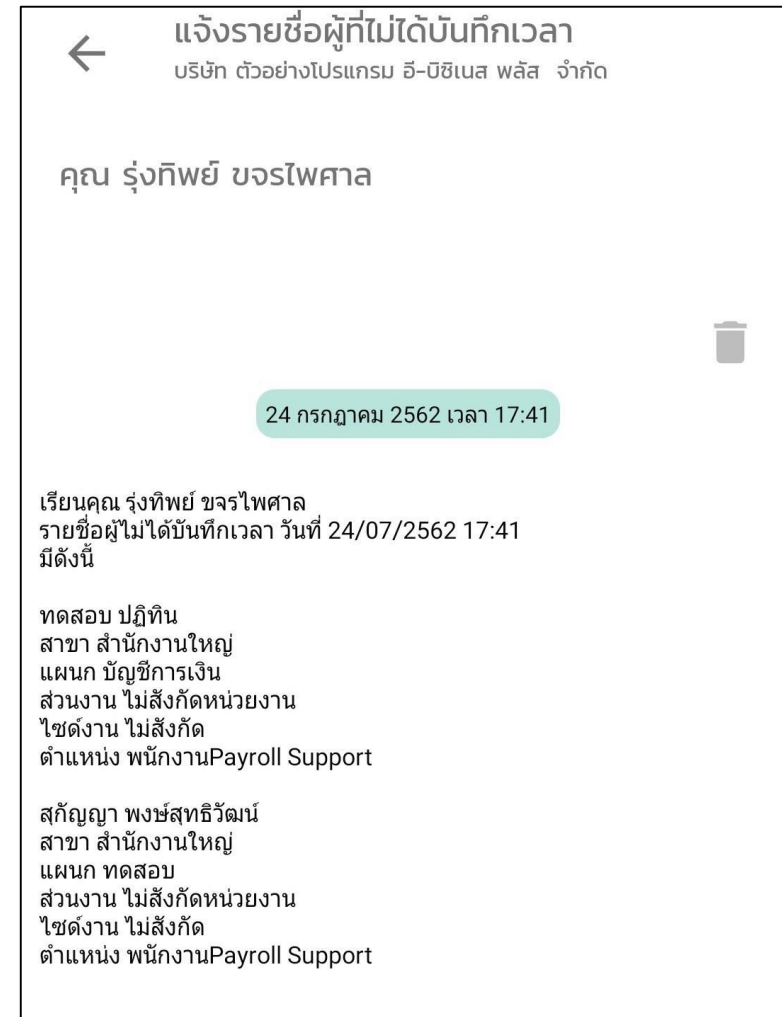 แจ้งรายชื่อผู้ที่ไม่ได้บันทึกเวลา
บริษัท ตัวอย่างโปรแกรม อี-บิซิเนส พลัส จำกัด
คุณ รุ่งทิพย์ ขจรไพศาล
24 กรกฎาคม 2562 เวลา 17:41
เรียนคุณ รุ่งทิพย์ ขจรไพศาล
รายชื่อผู้ไม่ได้บันทึกเวลา วันที่ 24/07/2562 17:41
มีดังนี้
ทดสอบ ปฏิทิน
สาขา สำนักงานใหญ่
แผนก บัญชีการเงิน
ส่วนงาน ไม่สังกัดหน่วยงาน
ไซด์งาน ไม่สังกัด
ตำแหน่ง พนักงานPayroll Support
สุกัญญา พงษ์สุทธิวัฒน์
สาขา สำนักงานใหญ่
แผนก ทดสอบ
ส่วนงาน ไม่สังกัดหน่วยงาน
ไซด์งาน ไม่สังกัด
ตำแหน่ง พนักงานPayroll Support